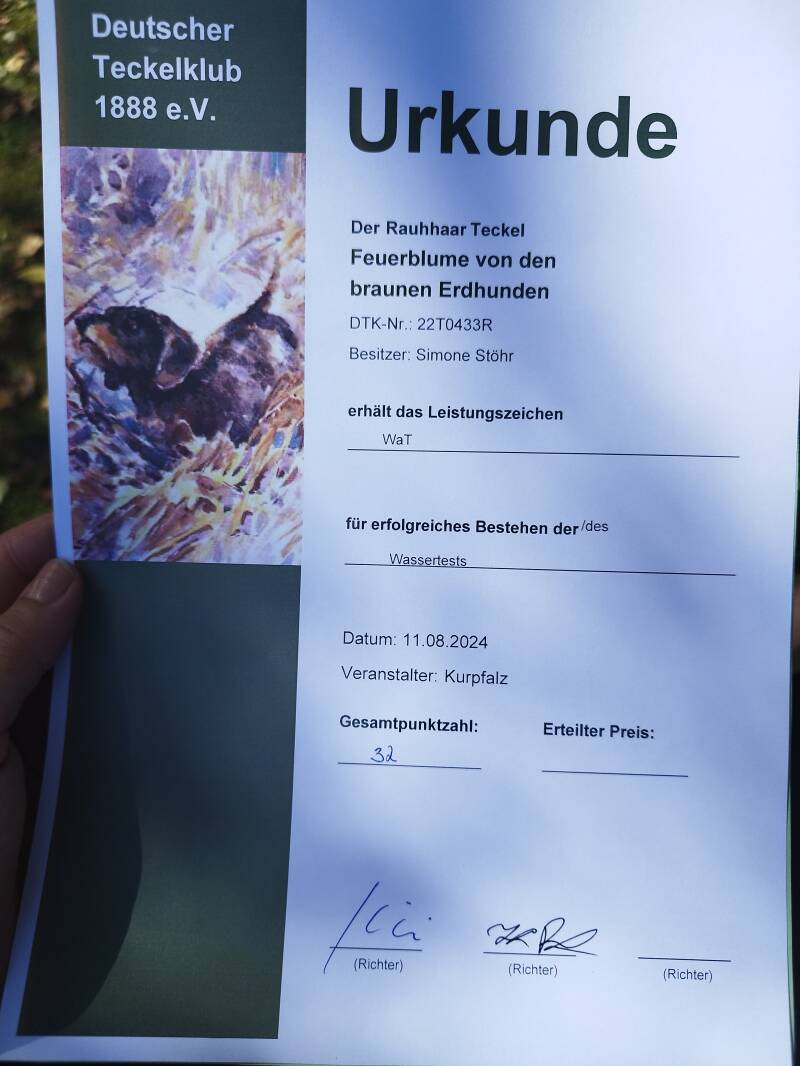 Deutscher
Teckelklub
1888 e.V.
Urkunde
Der Rauhhaar Teckel
Feuerblume von den
braunen Erdhunden
DTK-Nr.: 22T0433R
Besitzer: Simone Stöhr
erhält das Leistungszeichen
WaT
für erfolgreiches Bestehen der/des
Wassertests
Datum: 11.08.2024
Veranstalter: Kurpfalz
Gesamtpunktzahl: Erteilter Preis:
32
(Richter) (Richter) (Richter)